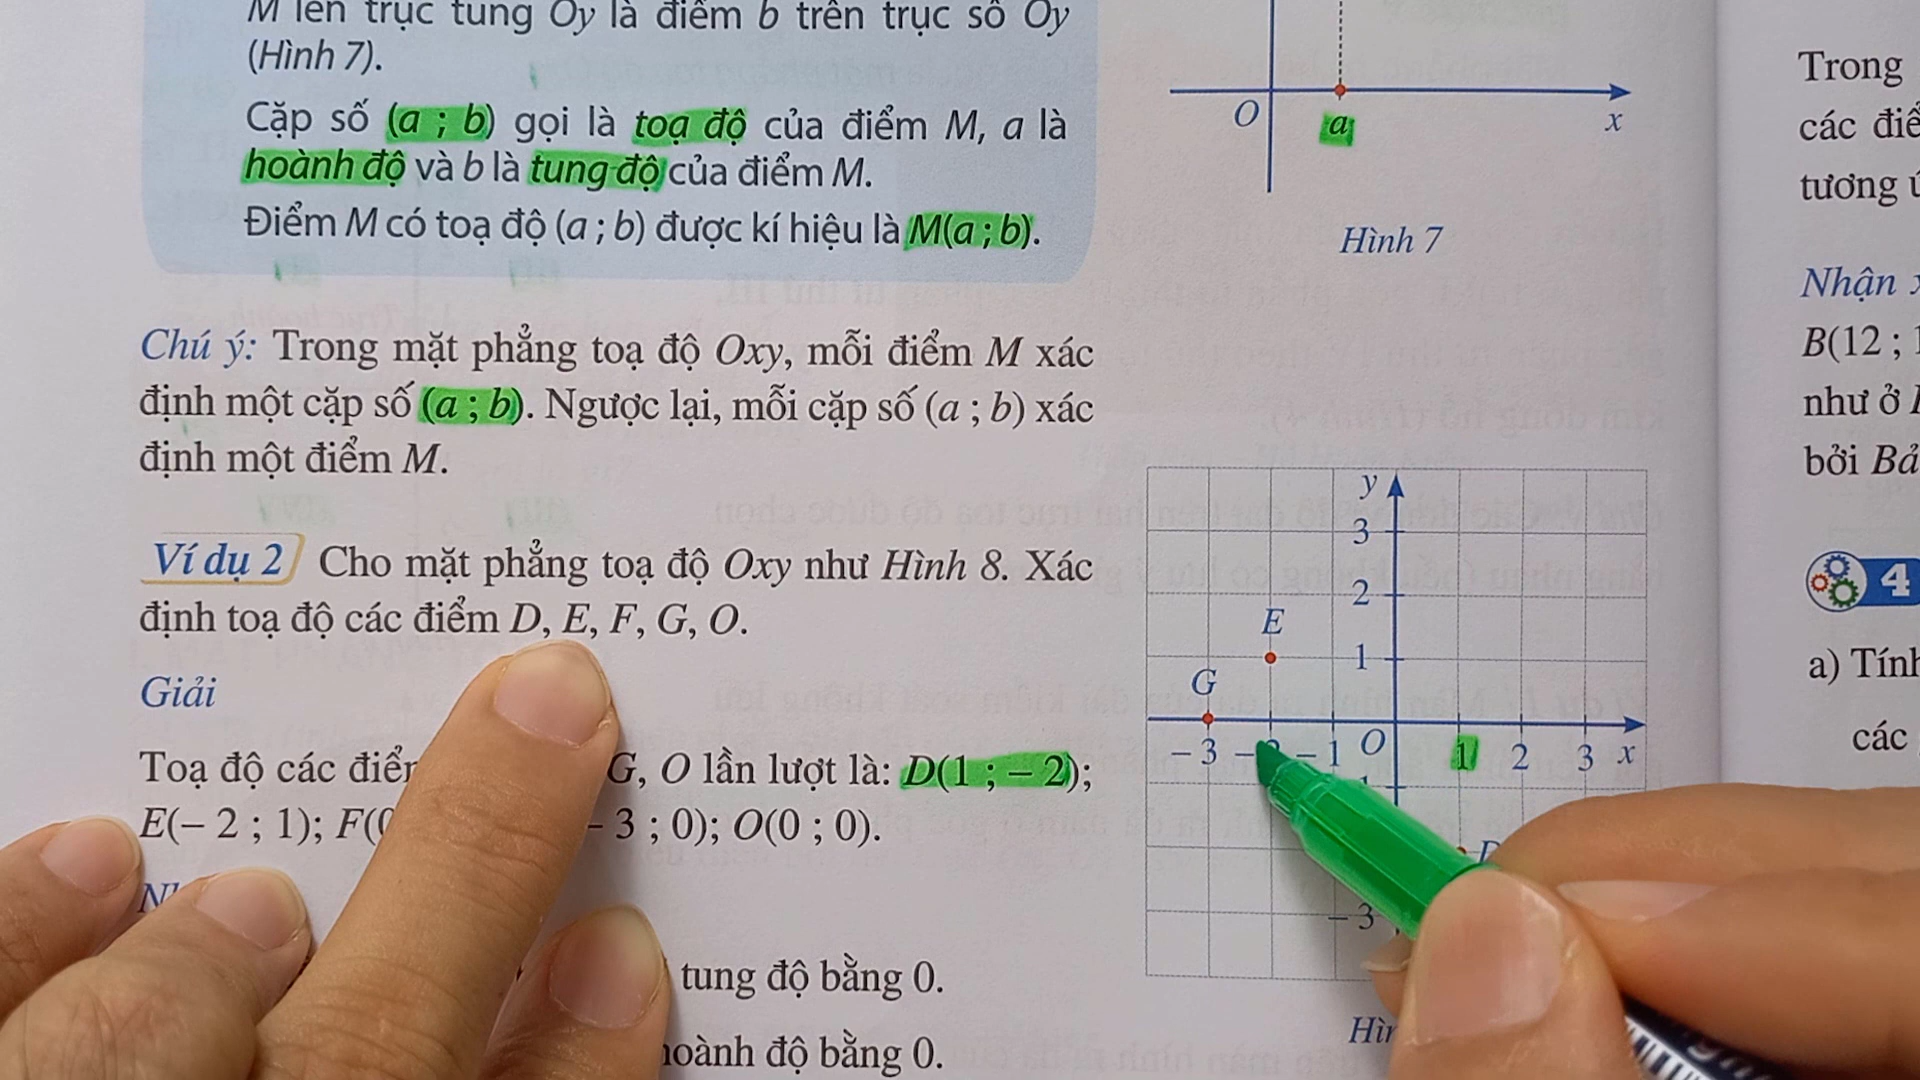 M lên trục tung Oy là điểm b trên trục số Oy
(Hình 7).
Cặp số (a ; b) gọi là toạ độ của điểm M, a là
hoành độ và b là tung độ của điểm M.
Điểm M có toạ độ (a ; b) được kí hiệu là M(a ; b).
O
a
x
Hình 7
Chú ý: Trong mặt phẳng toạ độ Oxy, mỗi điểm M xác
định một cặp số (a ; b). Ngược lại, mỗi cặp số (a ; b) xác
định một điểm M.
Ví dụ 2 Cho mặt phẳng toạ độ Oxy như Hình 8. Xác
định toạ độ các điểm D, E, F, G, O.
Giải
Toạ độ các G, O lần lượt là: D(1 ; – 2);
E(– 2 ; 1); – 3 ; 0); O(0 ; 0).
tung độ bằng 0.
hoành độ bằng 0.
y
3
2
E
1
G
– 3 – 1 O 1 2 3 x
D
– 3
Trong
các
tương
Nhận
B(12 ;
như ở
bởi
4
a)
các